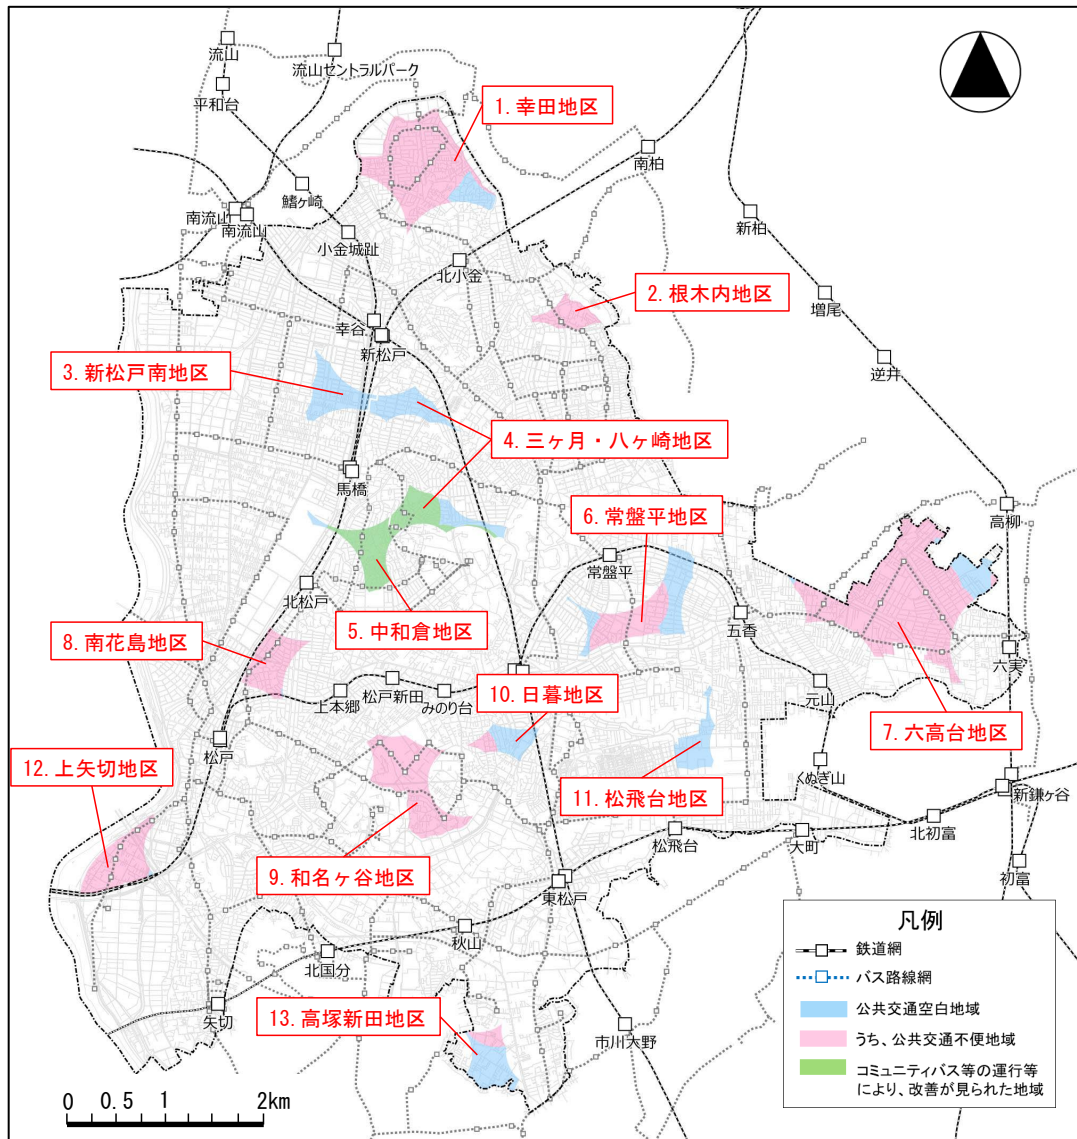 流山
流山セントラルパーク
平和台
1. 幸田地区
南柏
鰭ヶ崎
南流山
南流山
新柏
小金城趾
北小金
2. 根木内地区
増尾
幸谷
新松戸
逆井
3. 新松戸南地区
4. 三ヶ月・八ヶ崎地区
馬橋
6. 常盤平地区
高柳
常盤平
北松戸
5. 中和倉地区
五香
8. 南花島地区
六実
松戸新田
上本郷
みのり台
10. 日暮地区
元山
7. 六高台地区
松戸
12. 上矢切地区
くぬぎ山
11. 松飛台地区
新鎌ヶ谷
北初富
松飛台
大町
9. 和名ヶ谷地区
初富
東松戸
秋山
北国分
矢切
13. 高塚新田地区
市川大野
凡例
鉄道網
バス路線網
公共交通空白地域
うち、公共交通不便地域
コミュニティバス等の運行等
により、改善が見られた地域
0 0.5 1 2km